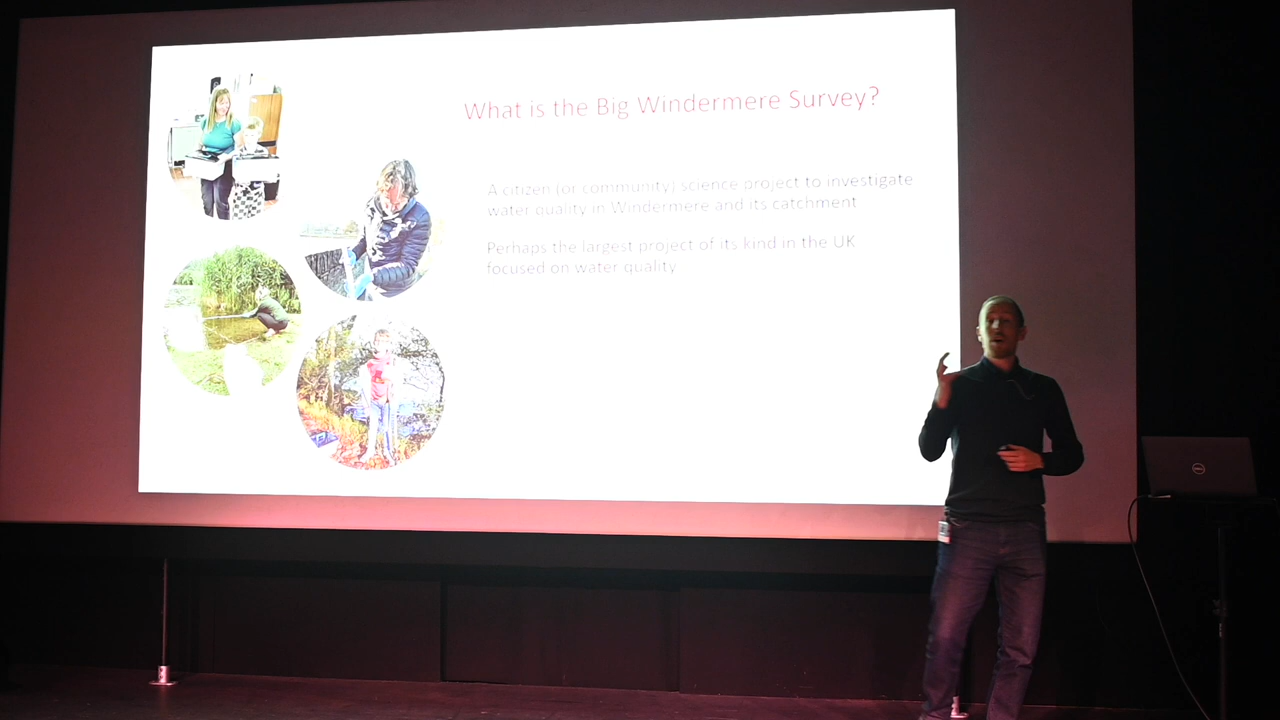 What is the Big Windermere Survey?
A citizen (or community) science project to investigate
water quality in Windermere and its catchment
Perhaps the largest project of its kind in the UK
focused on water quality
DELL